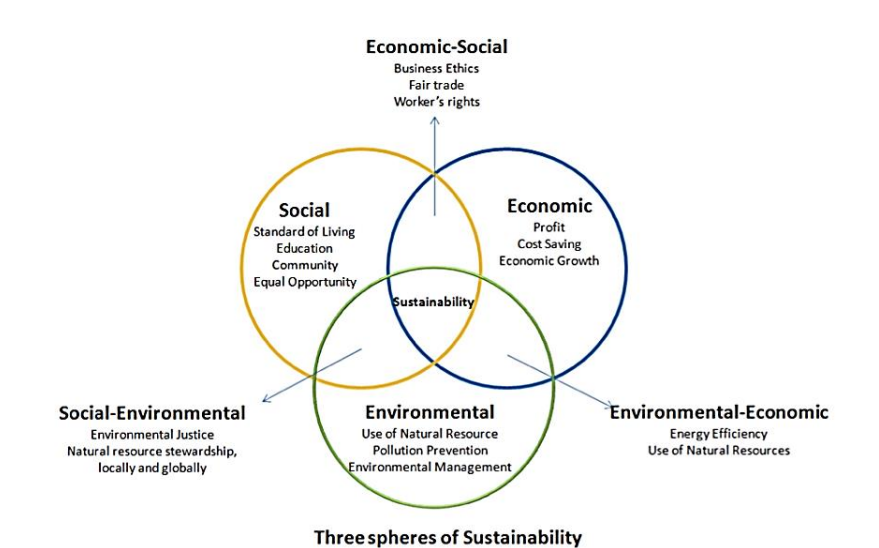 Economic-Social
Business Ethics
Fair trade
Worker's rights
Social
Standard of Living
Education
Community
Equal Opportunity
Economic
Profit
Cost Saving
Economic Growth
Sustainability
Social-Environmental
Environmental Justice
Natural resource stewardship,
locally and globally
Environmental
Use of Natural Resource
Pollution Prevention
Environmental Management
Environmental-Economic
Energy Efficiency
Use of Natural Resources
Three spheres of Sustainability